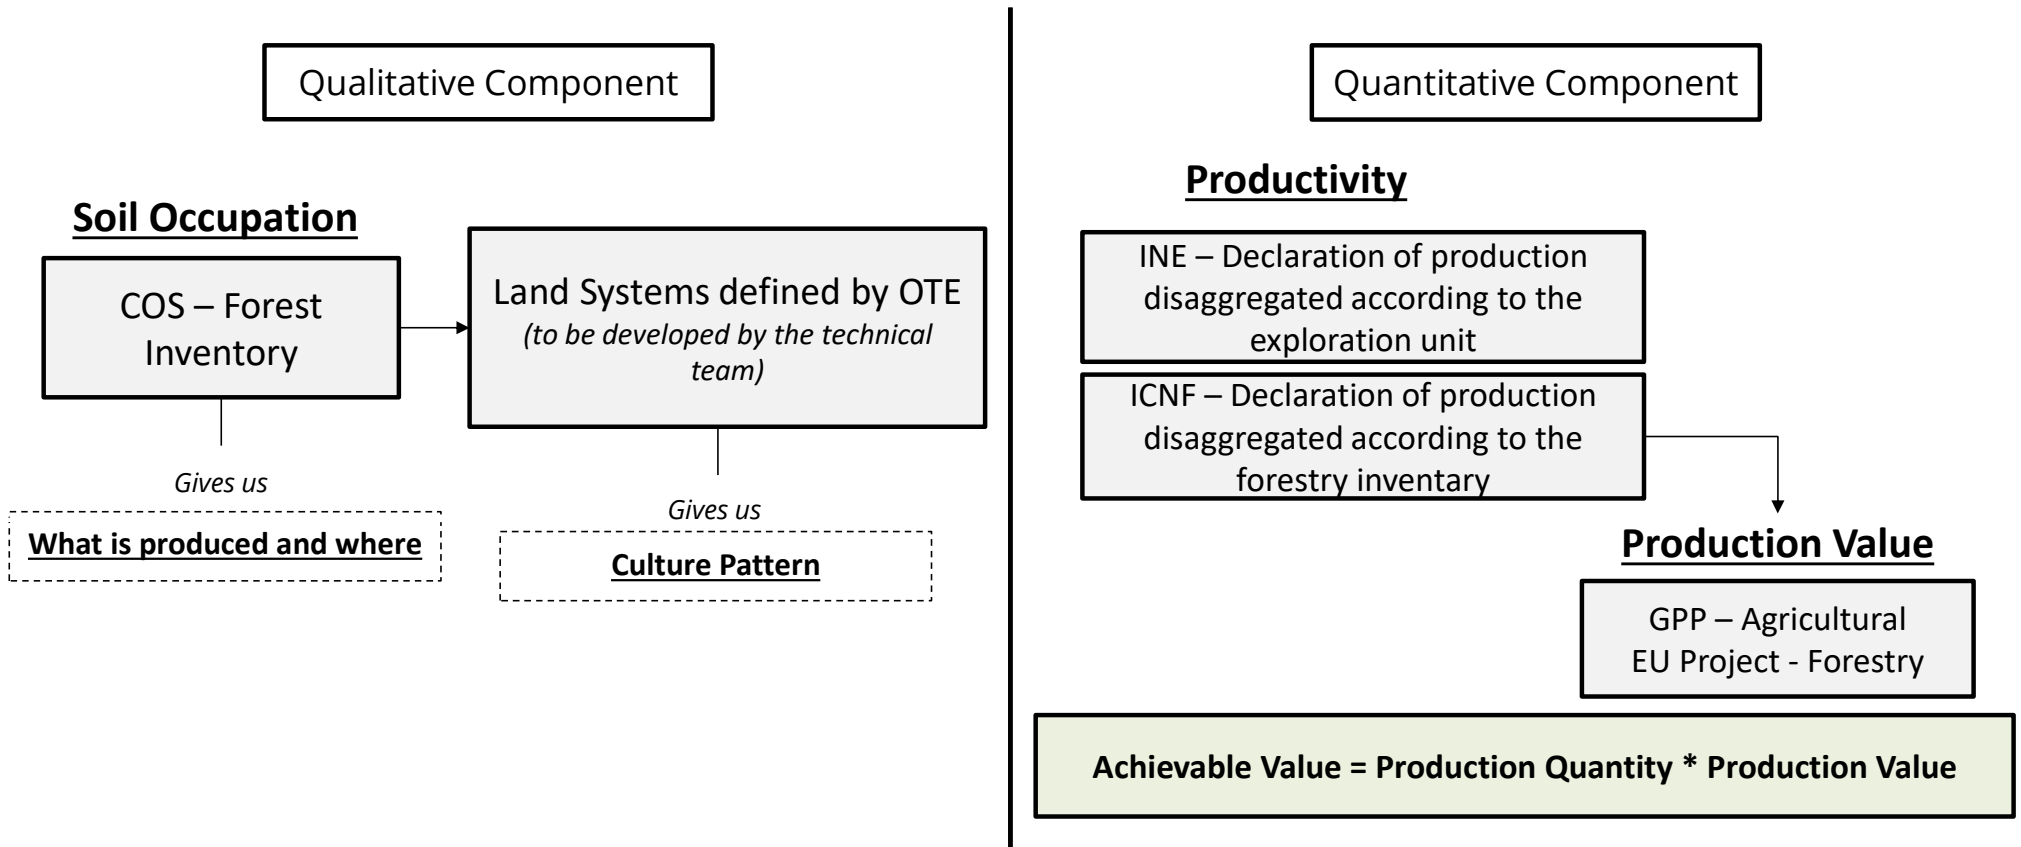 Qualitative Component
Soil Occupation
COS – Forest
Inventory
Land Systems defined by OTE
(to be developed by the technical
team)
Gives us
What is produced and where
Gives us
Culture Pattern
Quantitative Component
Productivity
INE – Declaration of production
disaggregated according to the
exploration unit
ICNF – Declaration of production
disaggregated according to the
forestry inventary
Production Value
GPP – Agricultural
EU Project - Forestry
Achievable Value = Production Quantity * Production Value